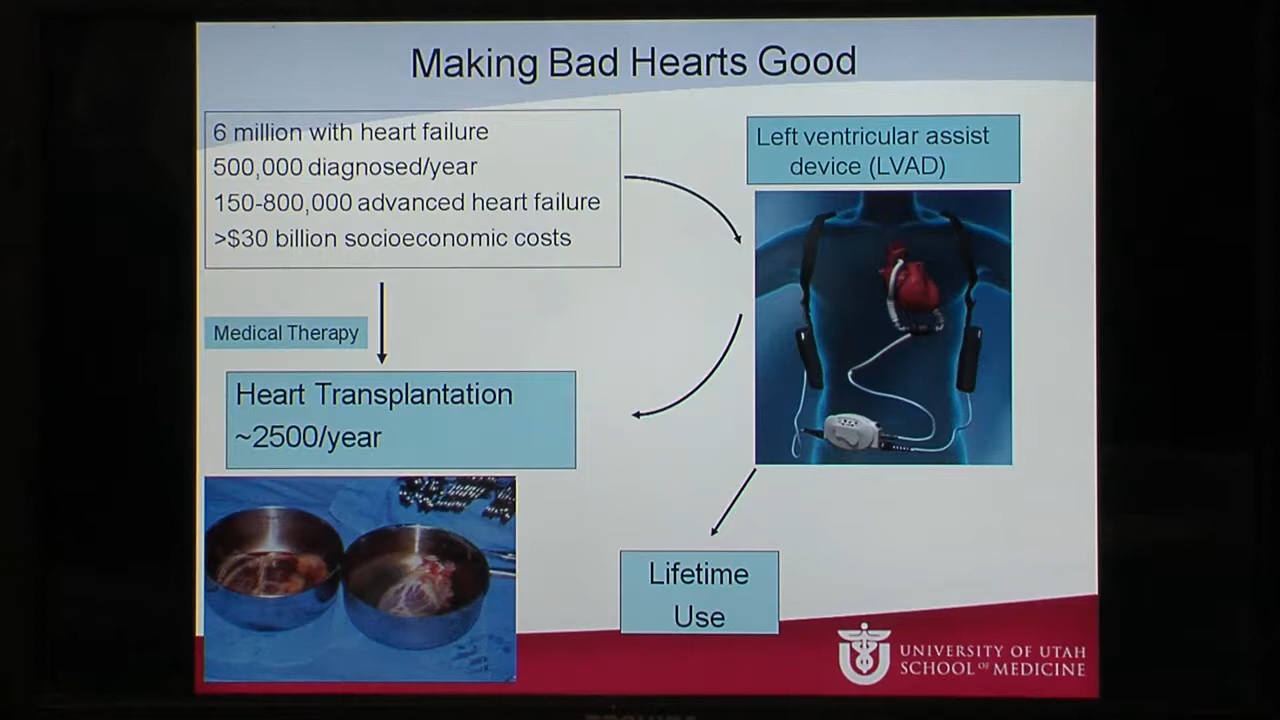 Making Bad Hearts Good
6 million with heart failure
500,000 diagnosed/year
150-800,000 advanced heart failure
>$30 billion socioeconomic costs
Left ventricular assist
device (LVAD)
Medical Therapy
Heart Transplantation
~2500/year
Lifetime
Use
UNIVERSITY OF UTAH
SCHOOL OF MEDICINE